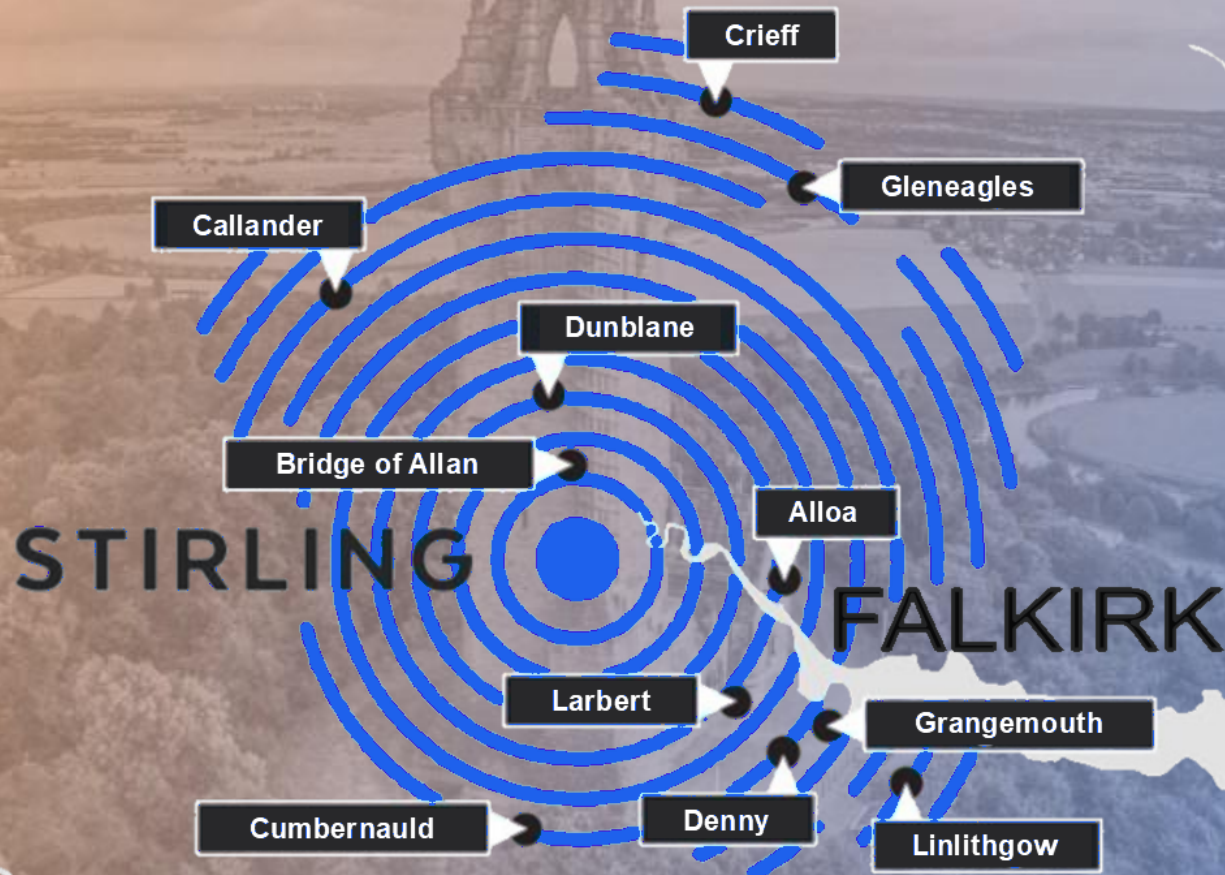 Crieff
Gleneagles
Callander
Dunblane
Bridge of Allan
Alloa
STIRLING
FALKIRK
Larbert
Grangemouth
Denny
Cumbernauld
Linlithgow